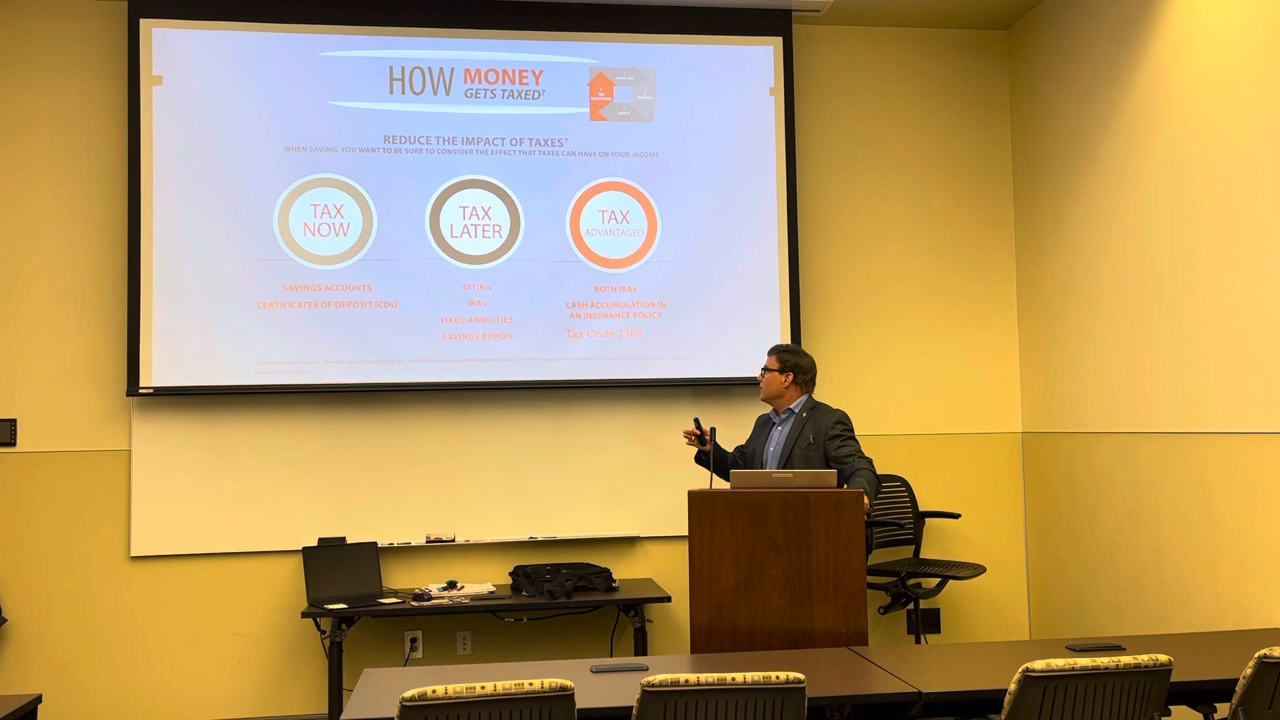 HOW MONEY
GETS TAXED?
REDUCE THE IMPACT OF TAXES7
WHEN SAVING, YOU WANT TO BE SURE TO CONSIDER THE EFFECT THAT TAXES CAN HAVE ON YOUR INCOME.
TAX
NOW
TAX
LATER
TAX
ADVANTAGED
SAVINGS ACCOUNTS
CERTIFICATES OF DEPOSIT (CDs)
401(K)s
IRAs
FIXED ANNUITIES
SAVINGS BONDS
ROTH IRAs
CASH ACCUMULATION IN
AN INSURANCE POLICY
Tax Code 7702